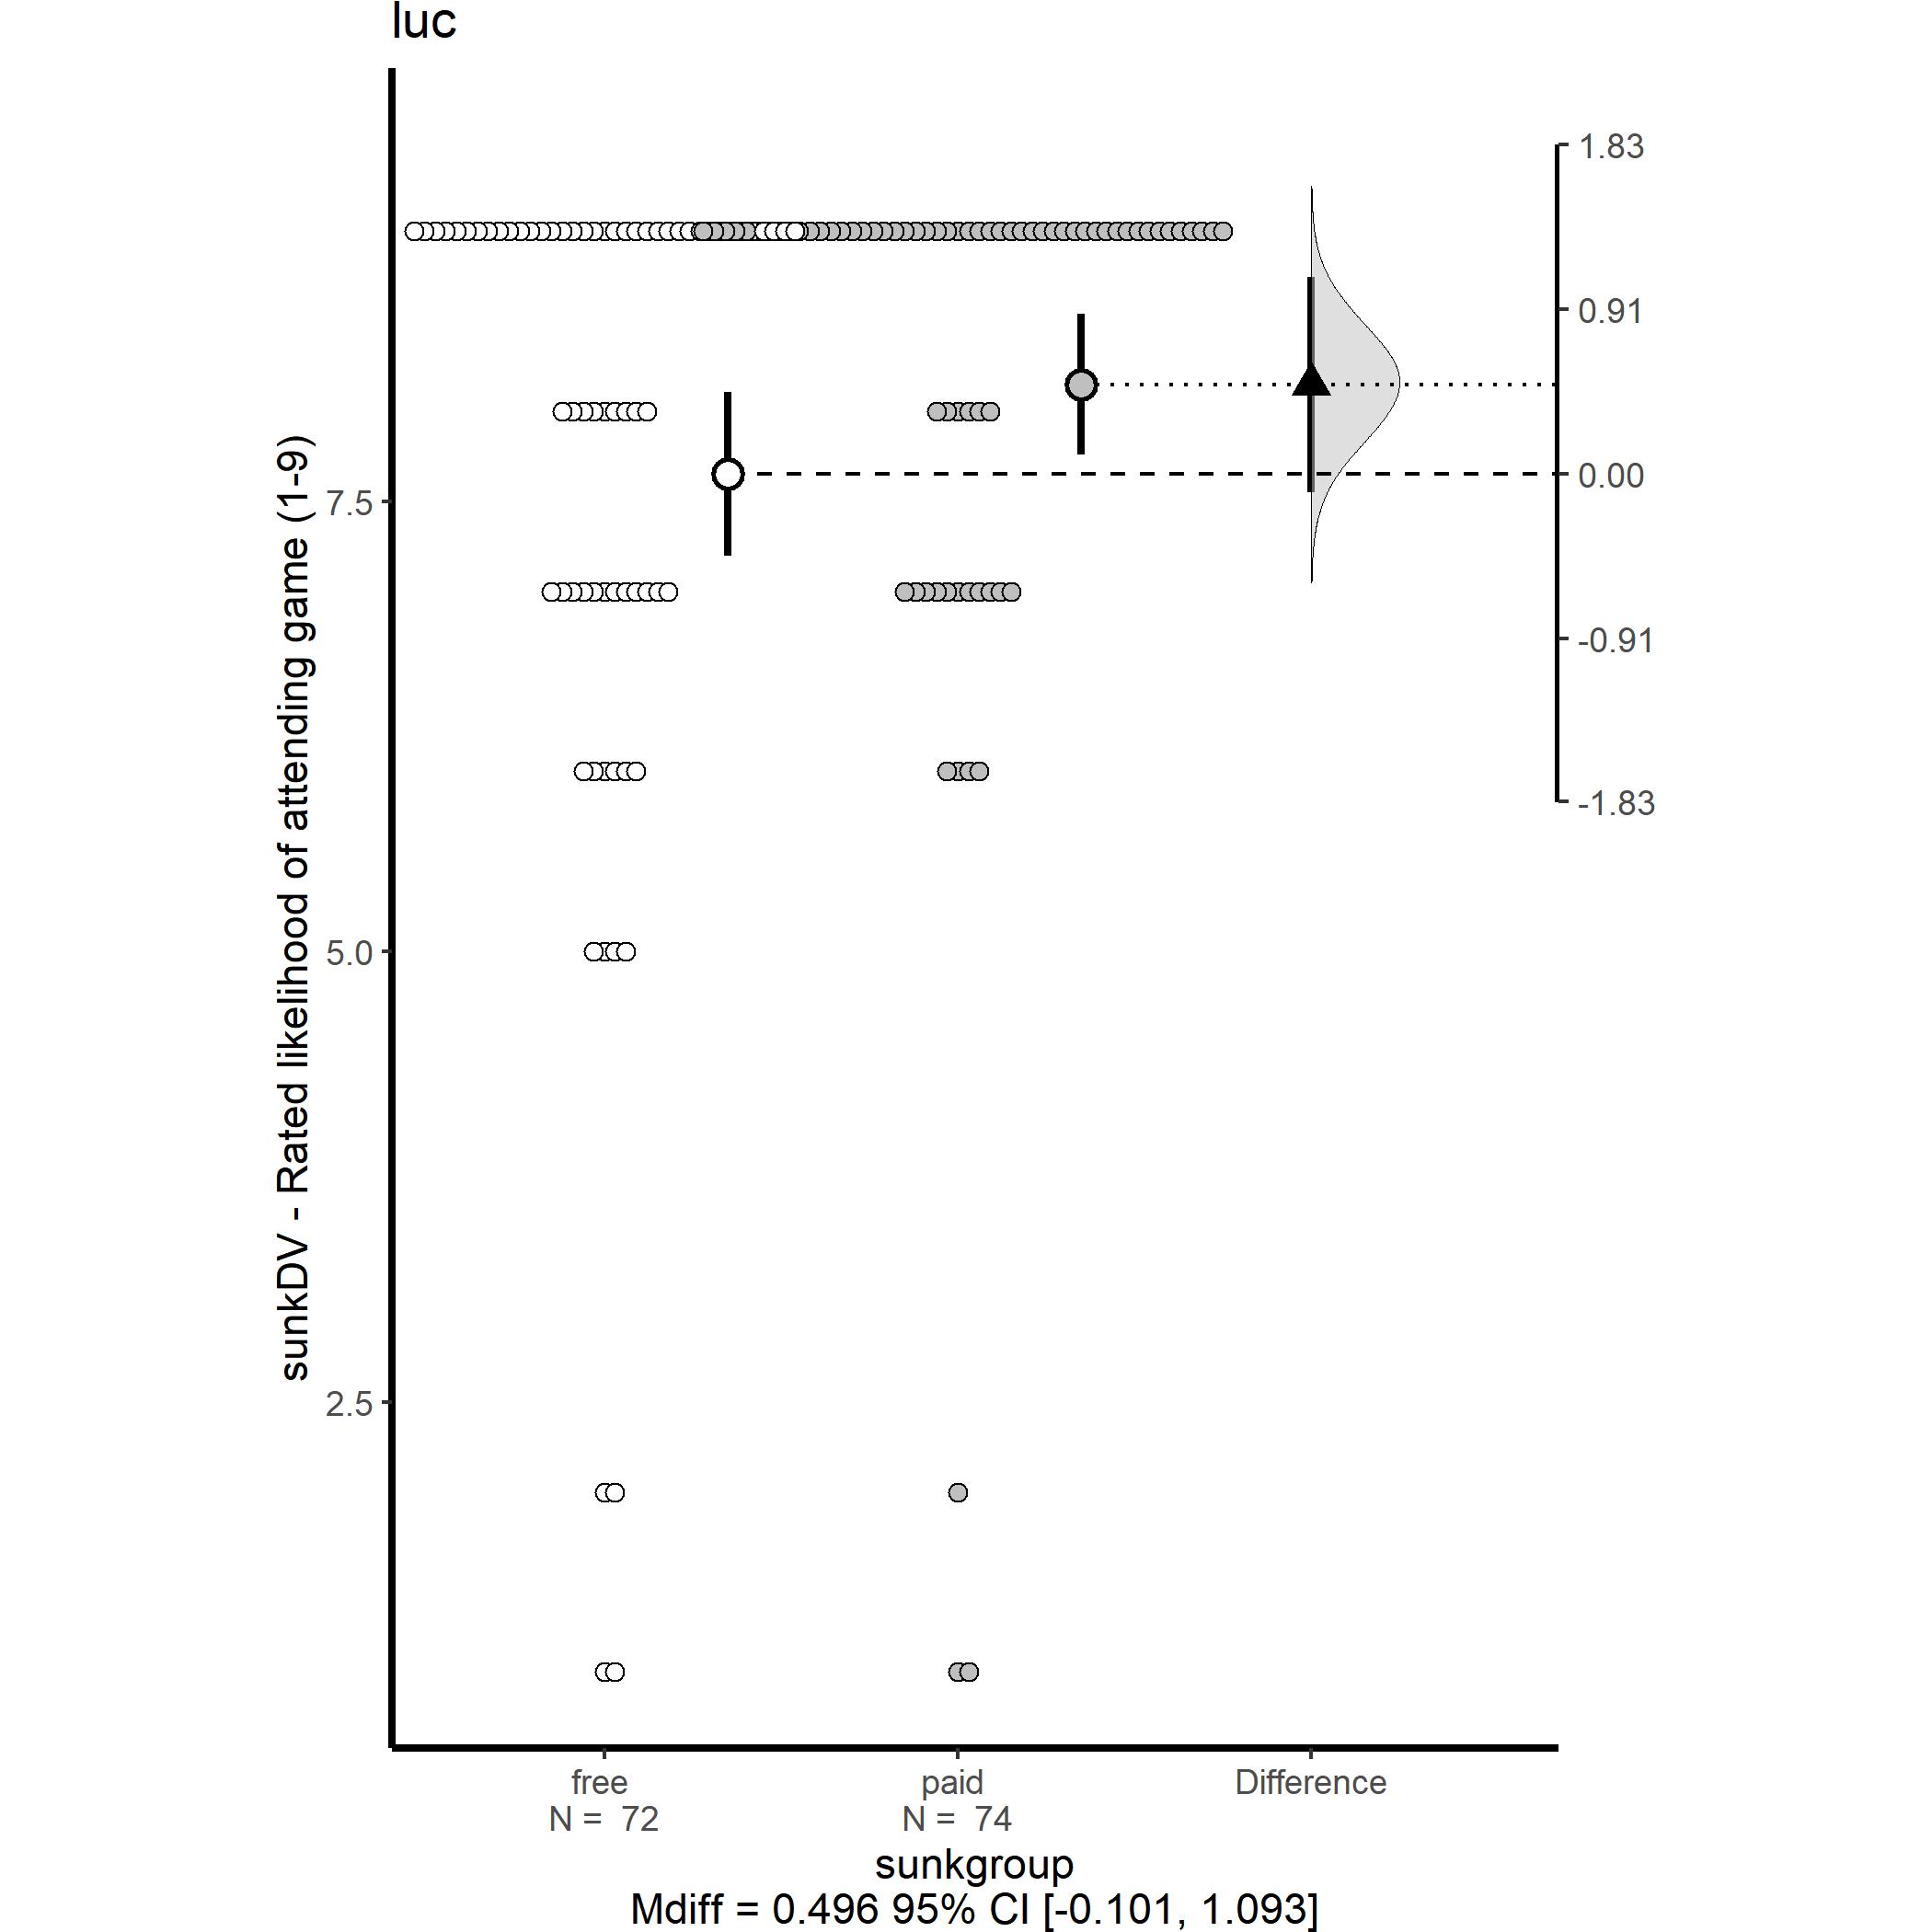 luc
sunkDV - Rated likelihood of attending game (1-9)
7.5
5.0
2.5
1.83
0.91
0.00
-0.91
-1.83
free
N = 72
paid
N = 74
Difference
sunkgroup
Mdiff = 0.496 95% CI [-0.101, 1.093]